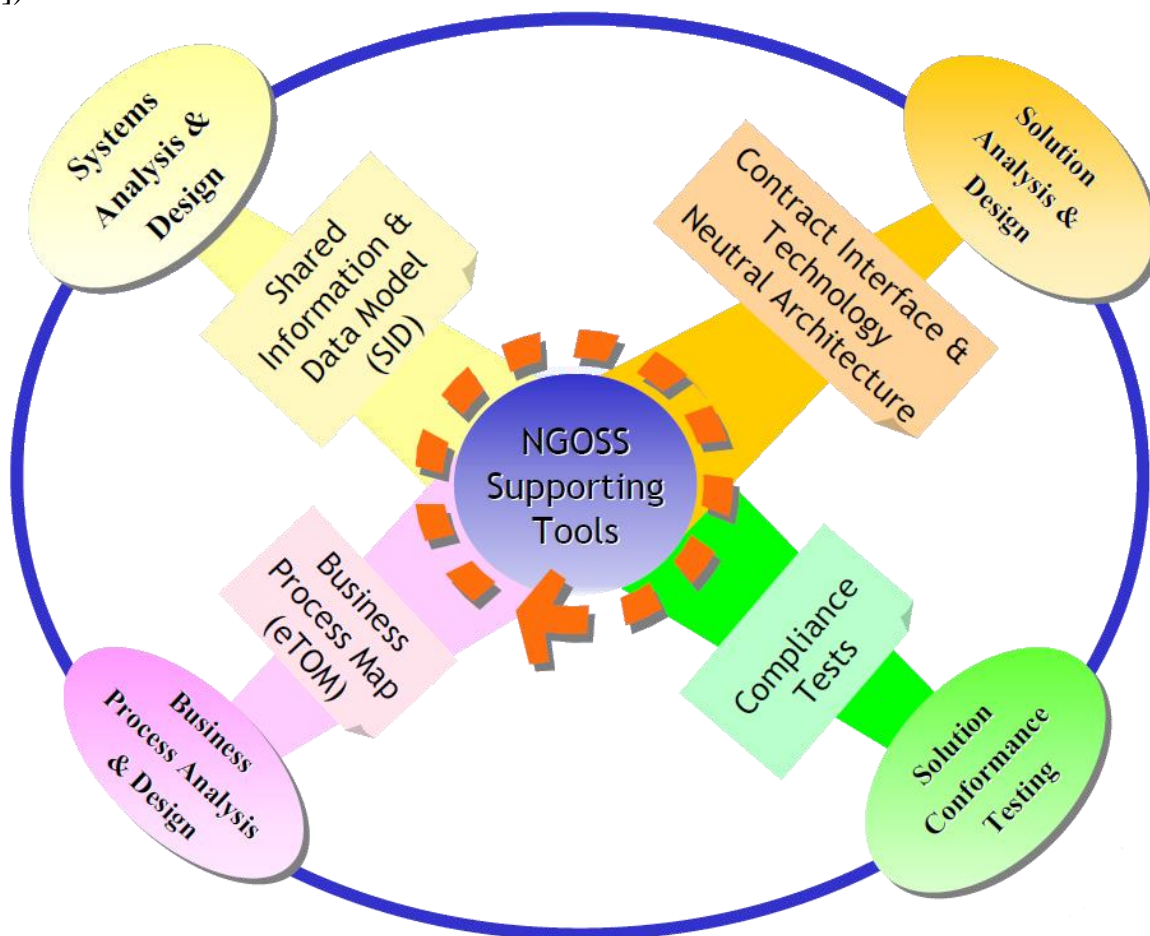 ])
Systems
Analysis &
Design
Shared
Information &
Data Model
(SID)
Contract Interface &
Technology
Neutral Architecture
Solution
Analysis &
Design
NGOSS
Supporting
Tools
Business
Process Map
(eTOM)
Business
Process Analysis
& Design
Compliance
Tests
Solution
Conformance
Testing